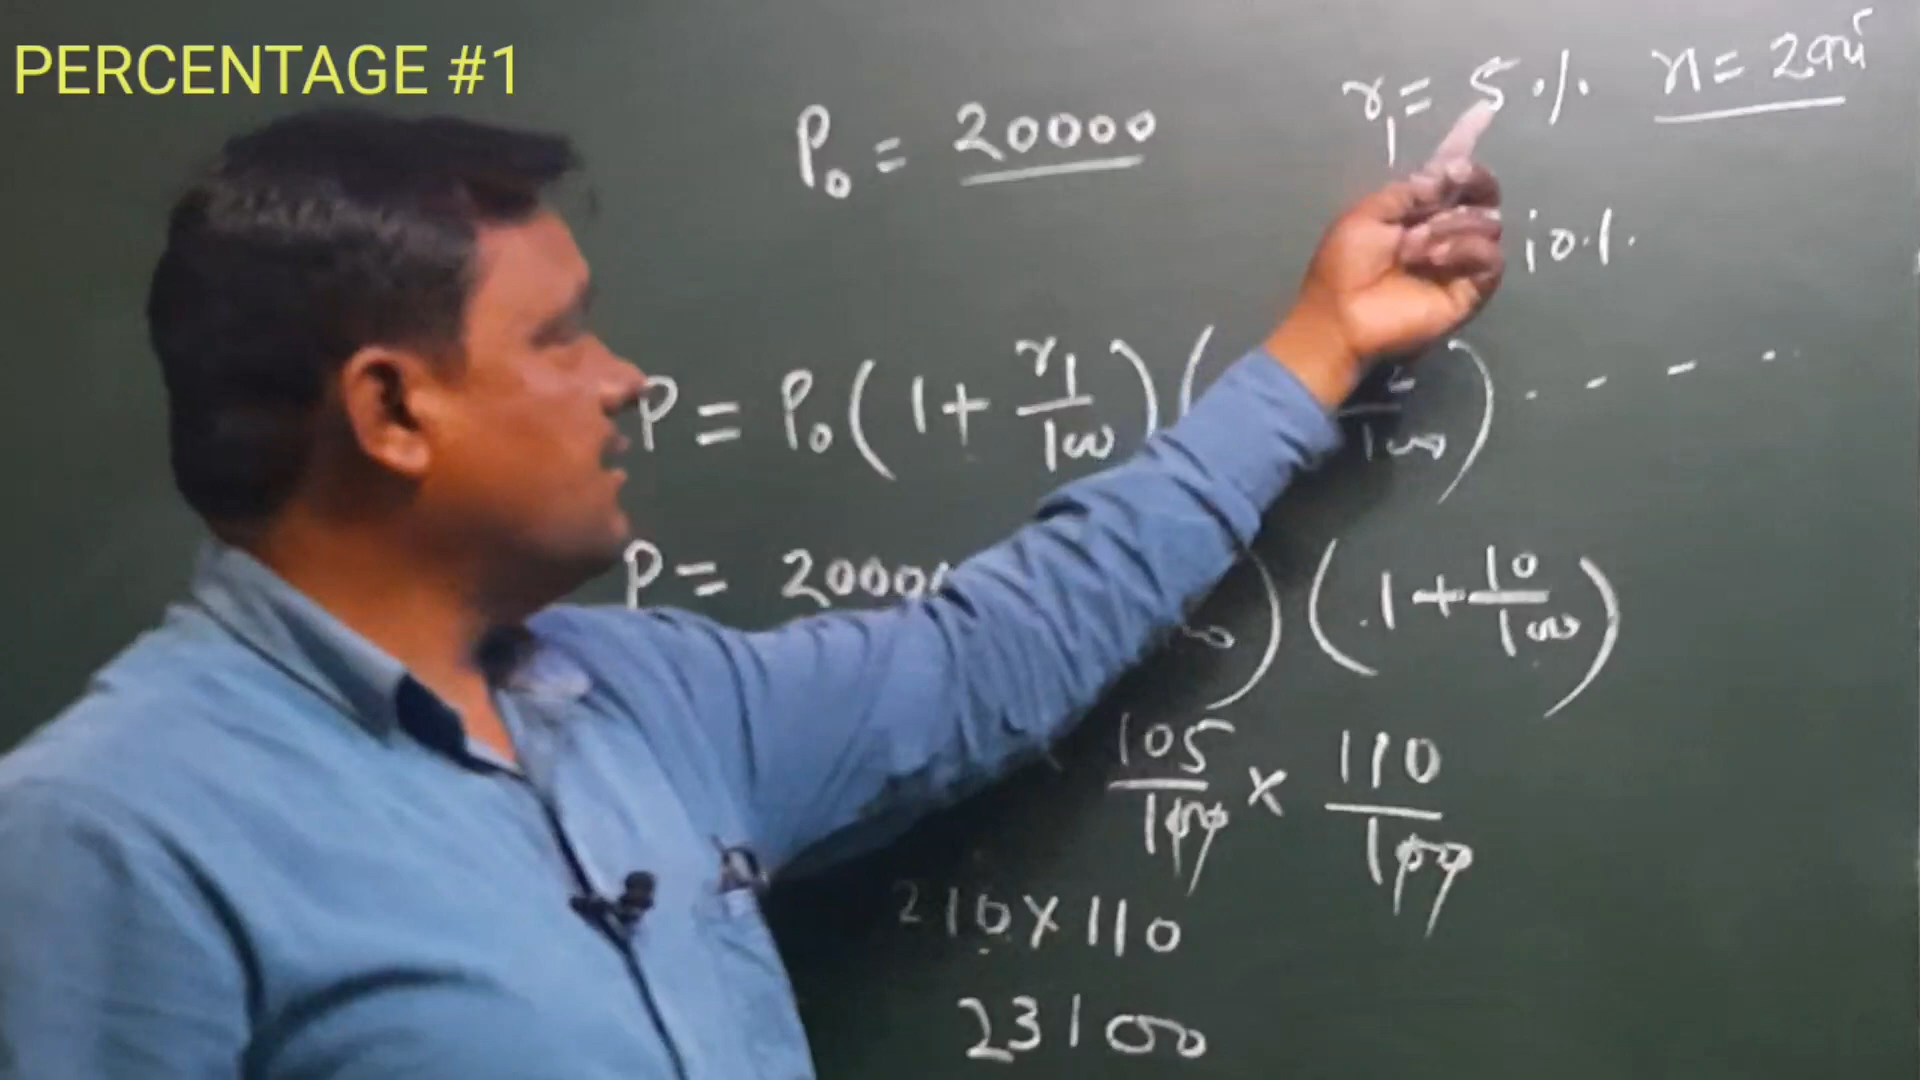 PERCENTAGE #1
P₀ = 20000
r₁ = 5% n = 2वर्ष
10%
P = P₀(1 + r₁/100)( /100) - - - -
P = 2000 )(1 + 10/100)
105/100 × 110/100
210 × 110
23100